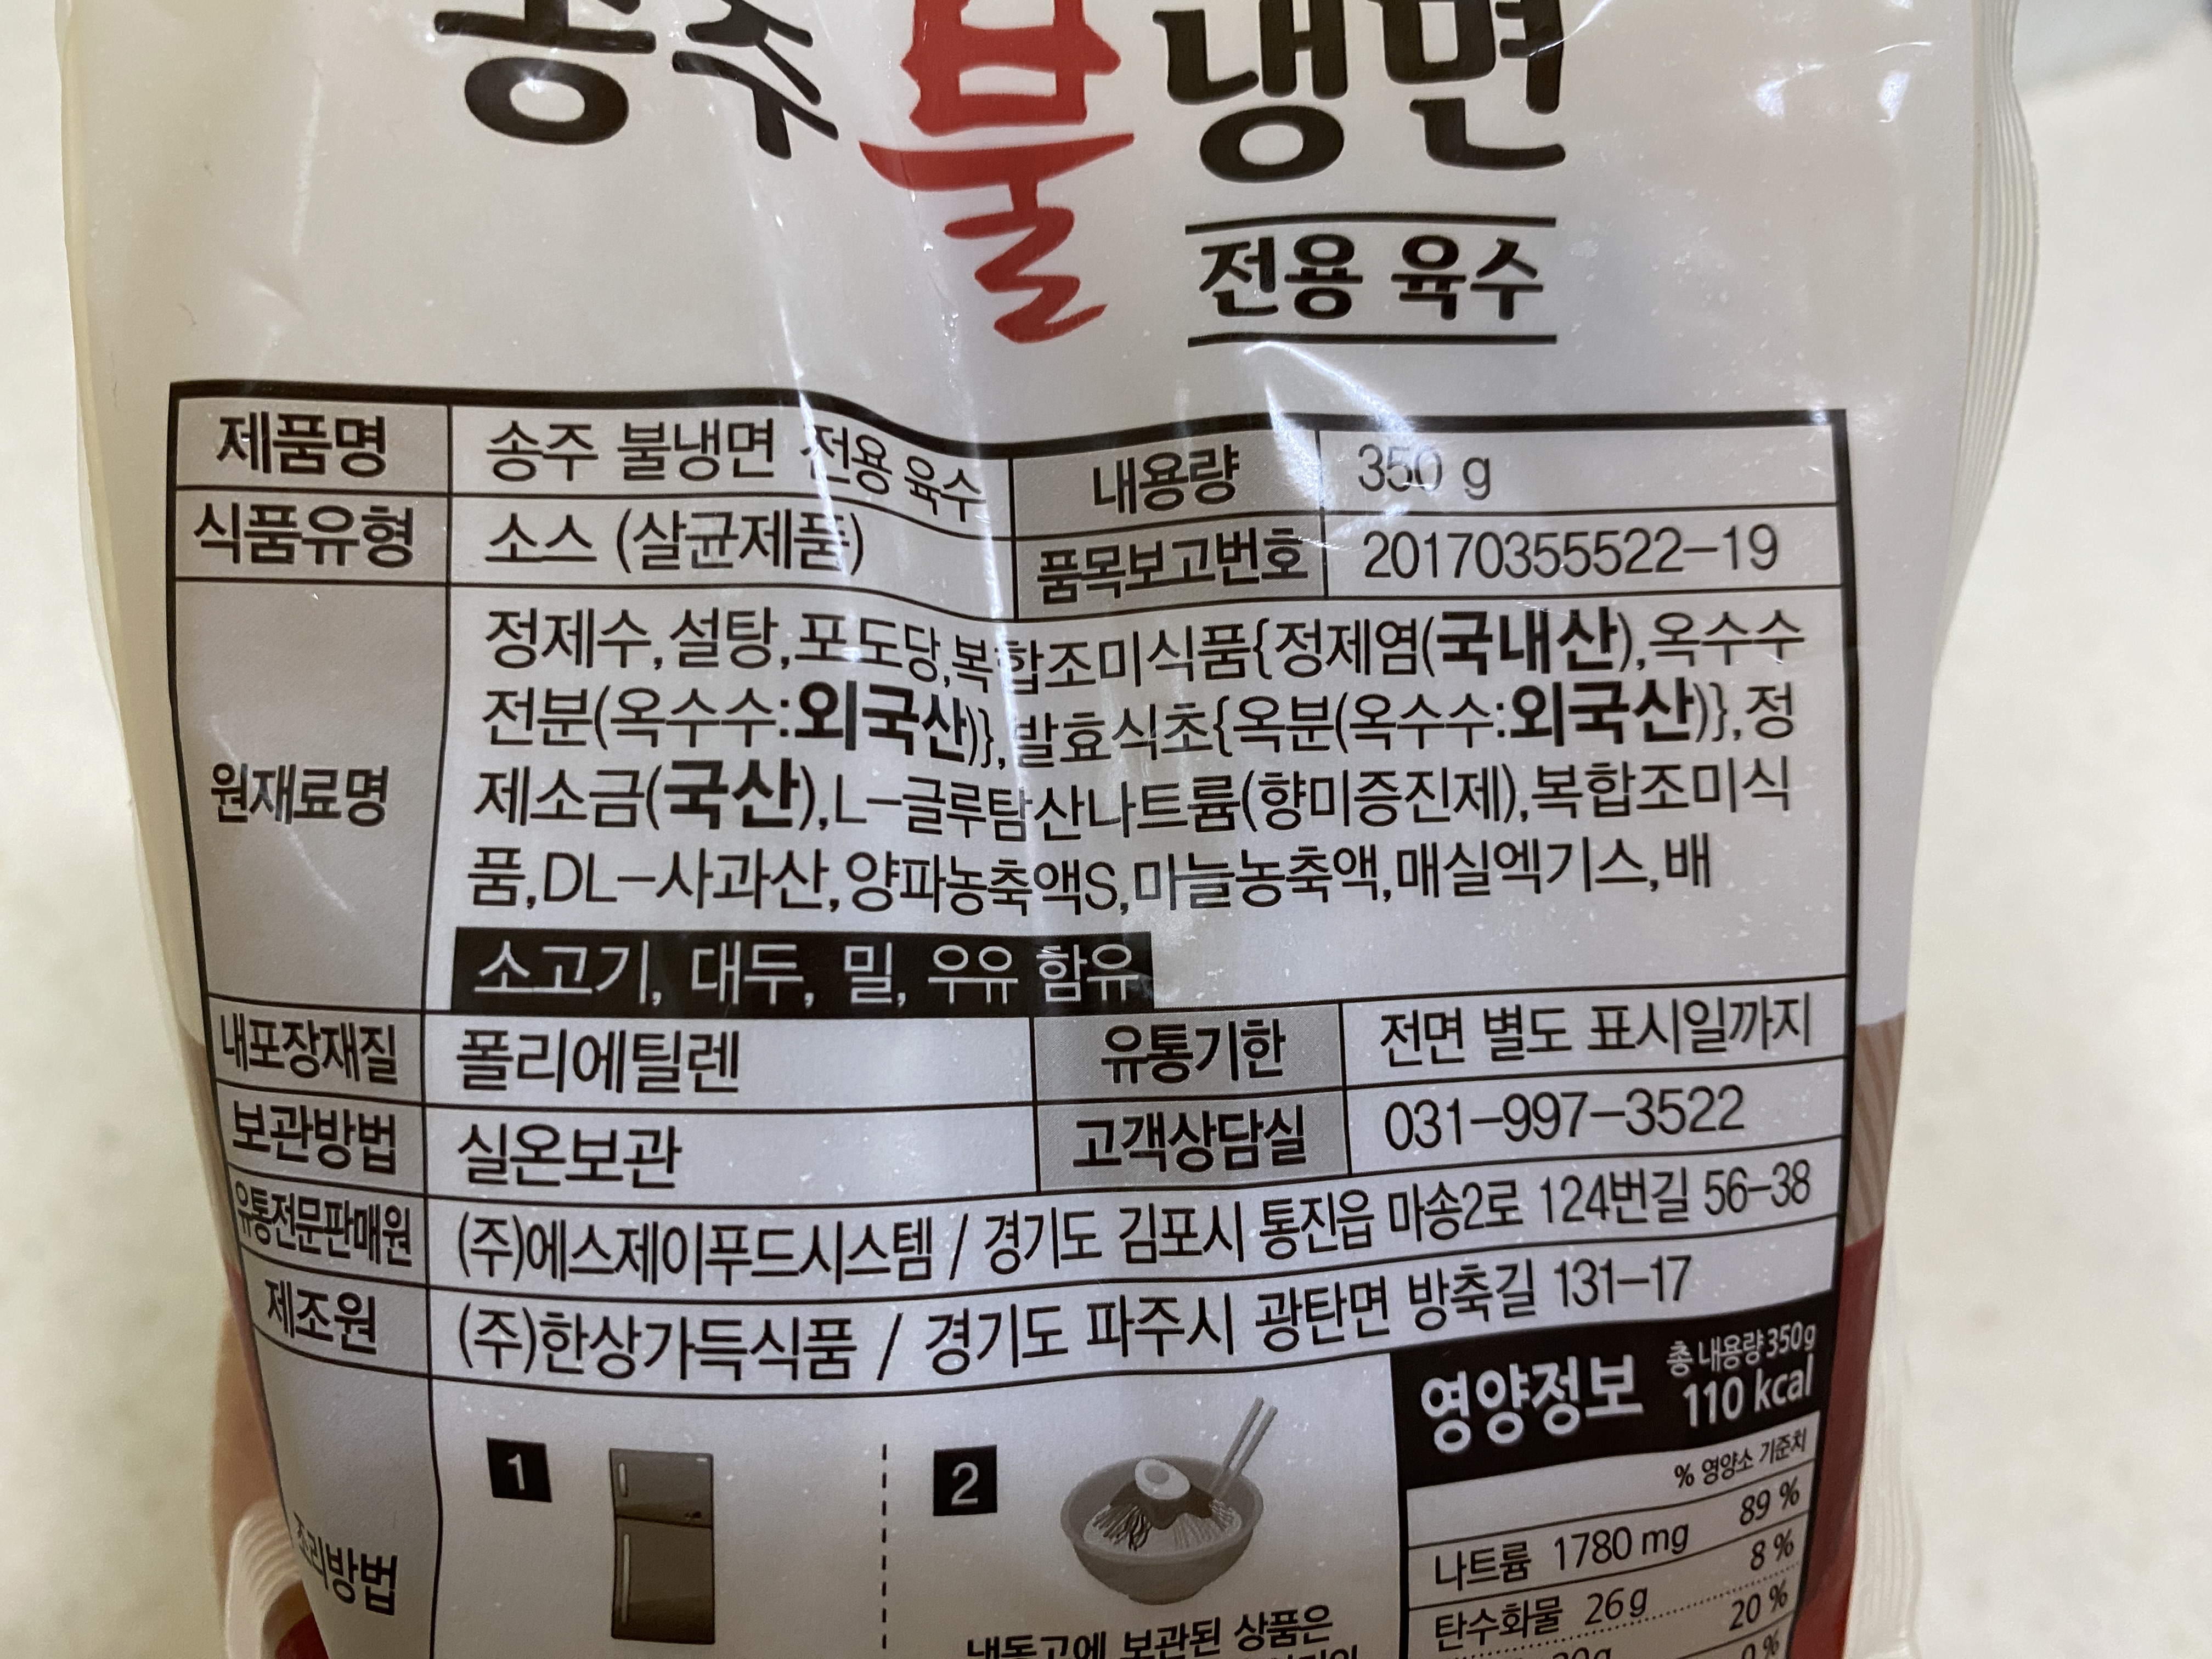 송주 불냉면
전용 육수
제품명 송주 불냉면 전용 육수 내용량 350 g
식품유형 소스 (살균제품) 품목보고번호 20170355522-19
원재료명
정제수,설탕,포도당,복합조미식품{정제염(국내산),옥수수
전분(옥수수:외국산)},발효식초{옥분(옥수수:외국산)},정
제소금(국산),L-글루탐산나트륨(향미증진제),복합조미식
품,DL-사과산,양파농축액S,마늘농축액,매실엑기스,배
소고기, 대두, 밀, 우유 함유
내포장재질 폴리에틸렌 유통기한 전면 별도 표시일까지
보관방법 실온보관 고객상담실 031-997-3522
유통전문판매원 (주)에스제이푸드시스템 / 경기도 김포시 통진읍 마송2로 124번길 56-38
제조원 (주)한상가득식품 / 경기도 파주시 광탄면 방축길 131-17
조리방법
1
2
냉동고에 보관된 상품은
영양정보 총 내용량 350g
110 kcal
% 영양소 기준치
나트륨 1780 mg 89 %
탄수화물 26 g 8 %
20 %
0 %